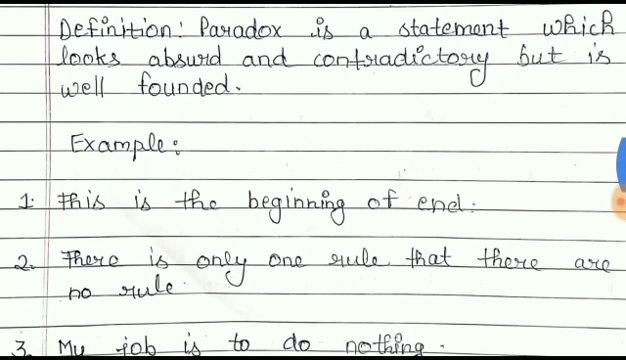 Definition: Paradox is a statement which
looks absurd and contradictory but is
well founded.
Example:
1. This is the beginning of end.
2. There is only one rule that there are
no rule.
3. My job is to do nothing.